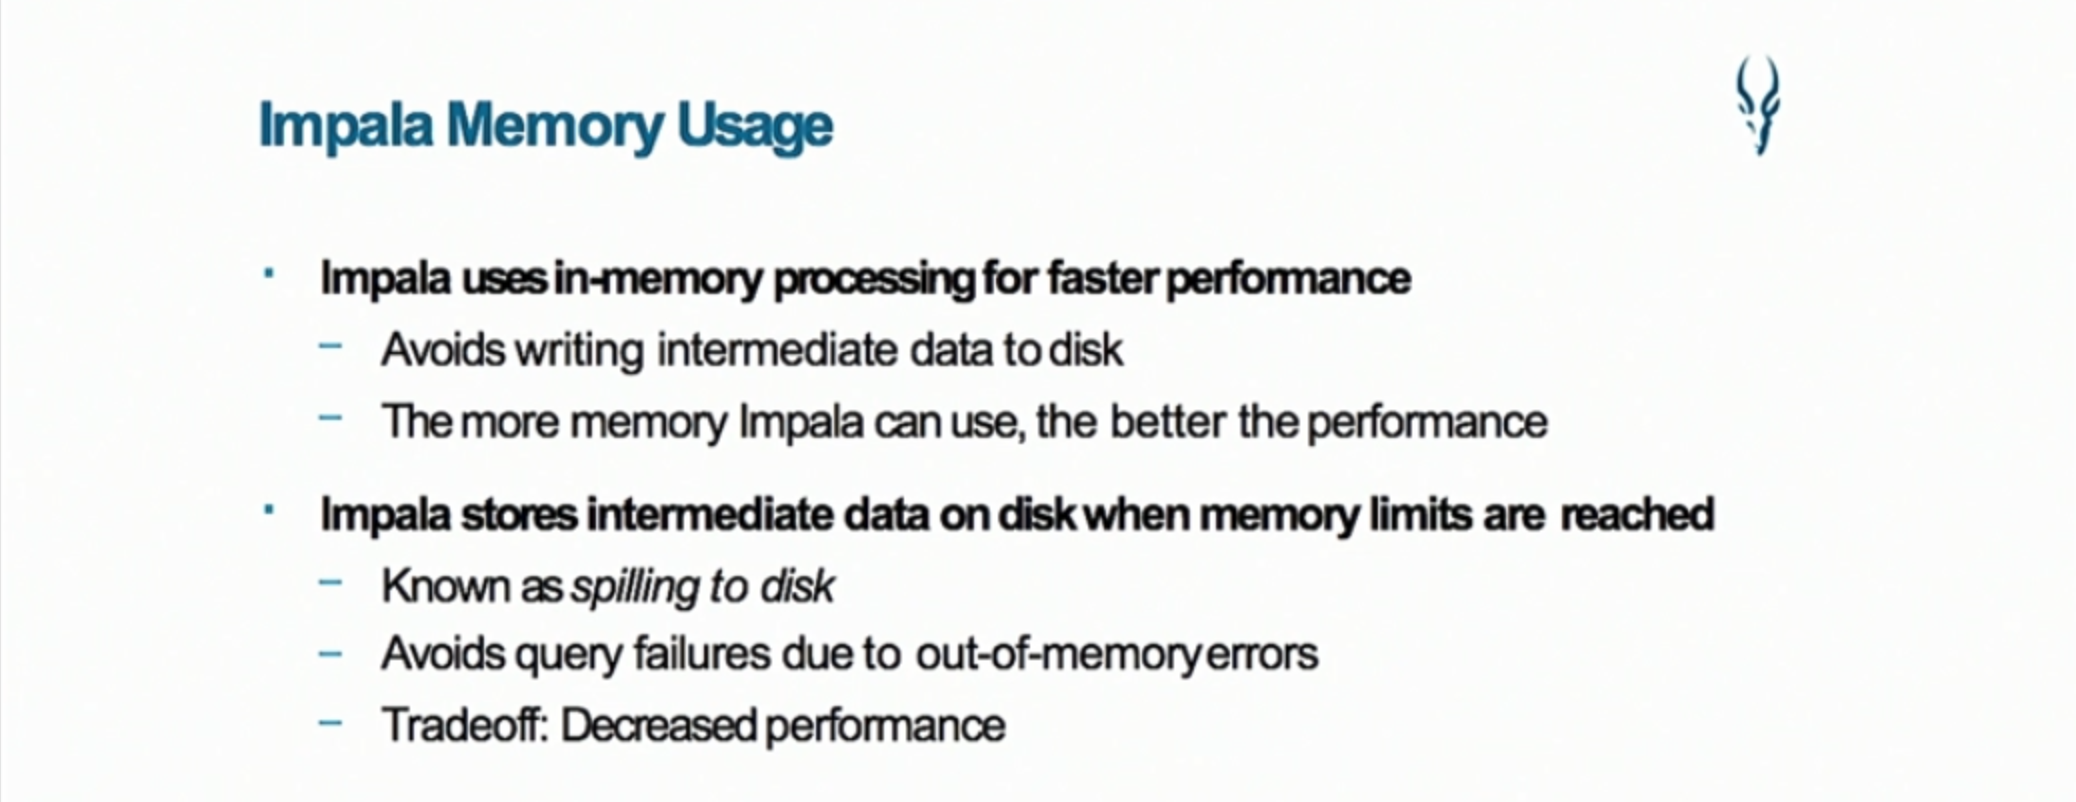 Impala Memory Usage
· Impala uses in-memory processing for faster performance
– Avoids writing intermediate data to disk
– The more memory Impala can use, the better the performance
· Impala stores intermediate data on disk when memory limits are reached
– Known as spilling to disk
– Avoids query failures due to out-of-memory errors
– Tradeoff: Decreased performance